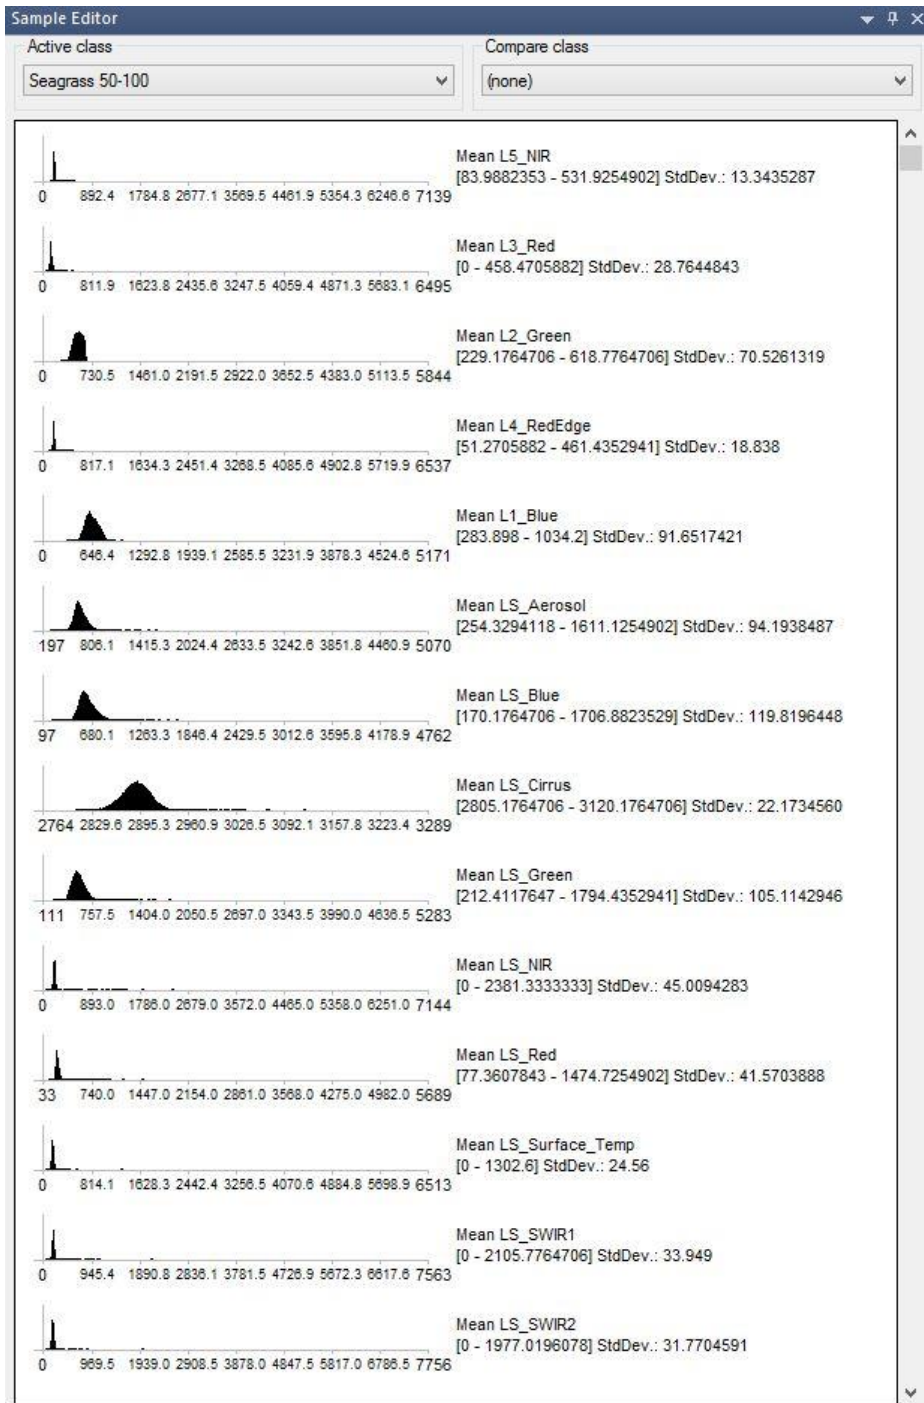 Sample Editor
Active class
Compare class
Seagrass 50-100
(none)
Mean L5_NIR
[83.9882353 - 531.9254902] StdDev.: 13.3435287
0 892.4 1784.8 2677.1 3569.5 4461.9 5354.3 6246.6 7139
Mean L3_Red
[0 - 458.4705882] StdDev.: 28.7644843
0 811.9 1623.8 2435.6 3247.5 4059.4 4871.3 5683.1 6495
Mean L2_Green
[229.1764706 - 618.7764706] StdDev.: 70.5261319
0 730.5 1461.0 2191.5 2922.0 3652.5 4383.0 5113.5 5844
Mean L4_RedEdge
[51.2705882 - 461.4352941] StdDev.: 18.838
0 817.1 1634.3 2451.4 3268.5 4085.6 4902.8 5719.9 6537
Mean L1_Blue
[283.898 - 1034.2] StdDev.: 91.6517421
0 646.4 1292.8 1939.1 2585.5 3231.9 3878.3 4524.6 5171
Mean LS_Aerosol
[254.3294118 - 1611.1254902] StdDev.: 94.1938487
197 806.1 1415.3 2024.4 2633.5 3242.6 3851.8 4460.9 5070
Mean LS_Blue
[170.1764706 - 1706.8823529] StdDev.: 119.8196448
97 680.1 1263.3 1846.4 2429.5 3012.6 3595.8 4178.9 4762
Mean LS_Cirrus
[2805.1764706 - 3120.1764706] StdDev.: 22.1734560
2764 2829.6 2895.3 2960.9 3026.5 3092.1 3157.8 3223.4 3289
Mean LS_Green
[212.4117647 - 1794.4352941] StdDev.: 105.1142946
111 757.5 1404.0 2050.5 2697.0 3343.5 3990.0 4636.5 5283
Mean LS_NIR
[0 - 2381.3333333] StdDev.: 45.0094283
0 893.0 1786.0 2679.0 3572.0 4465.0 5358.0 6251.0 7144
Mean LS_Red
[77.3607843 - 1474.7254902] StdDev.: 41.5703888
33 740.0 1447.0 2154.0 2861.0 3568.0 4275.0 4982.0 5689
Mean LS_Surface_Temp
[0 - 1302.6] StdDev.: 24.56
0 814.1 1628.3 2442.4 3256.5 4070.6 4884.8 5698.9 6513
Mean LS_SWIR1
[0 - 2105.7764706] StdDev.: 33.949
0 945.4 1890.8 2836.1 3781.5 4726.9 5672.3 6617.6 7563
Mean LS_SWIR2
[0 - 1977.0196078] StdDev.: 31.7704591
0 969.5 1939.0 2908.5 3878.0 4847.5 5817.0 6786.5 7756